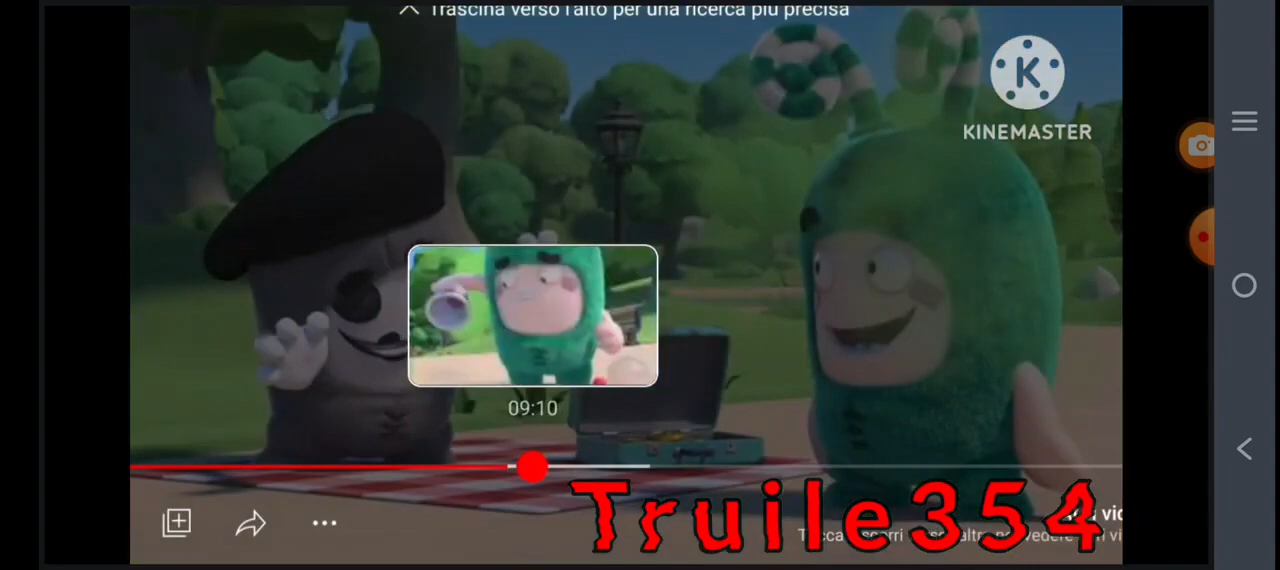 Trascina verso l'alto per una ricerca più precisa
K
KINEMASTER
09:10
Truile354